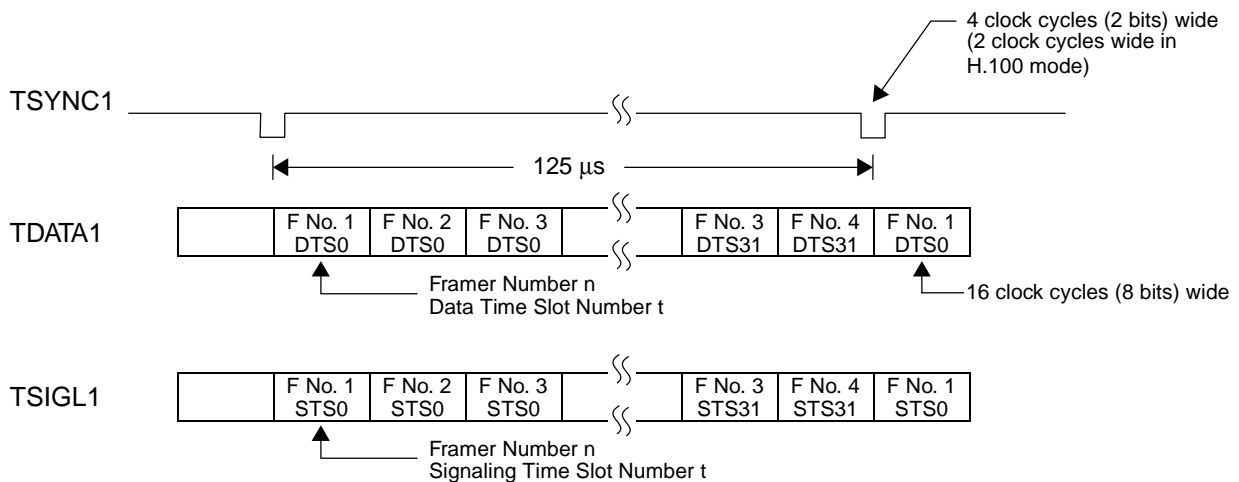 4 clock cycles (2 bits) wide
(2 clock cycles wide in
H.100 mode)
TSYNC1
125 μs
TDATA1
F No. 1 F No. 2 F No. 3 F No. 3 F No. 4 F No. 1
DTS0 DTS0 DTS0 DTS31 DTS31 DTS0
Framer Number n
Data Time Slot Number t
16 clock cycles (8 bits) wide
TSIGL1
F No. 1 F No. 2 F No. 3 F No. 3 F No. 4 F No. 1
STS0 STS0 STS0 STS31 STS31 STS0
Framer Number n
Signaling Time Slot Number t